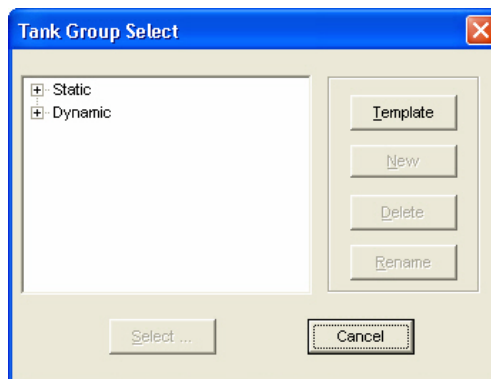 Tank Group Select
Static
Dynamic
Template
New
Delete
Rename
Select ...
Cancel